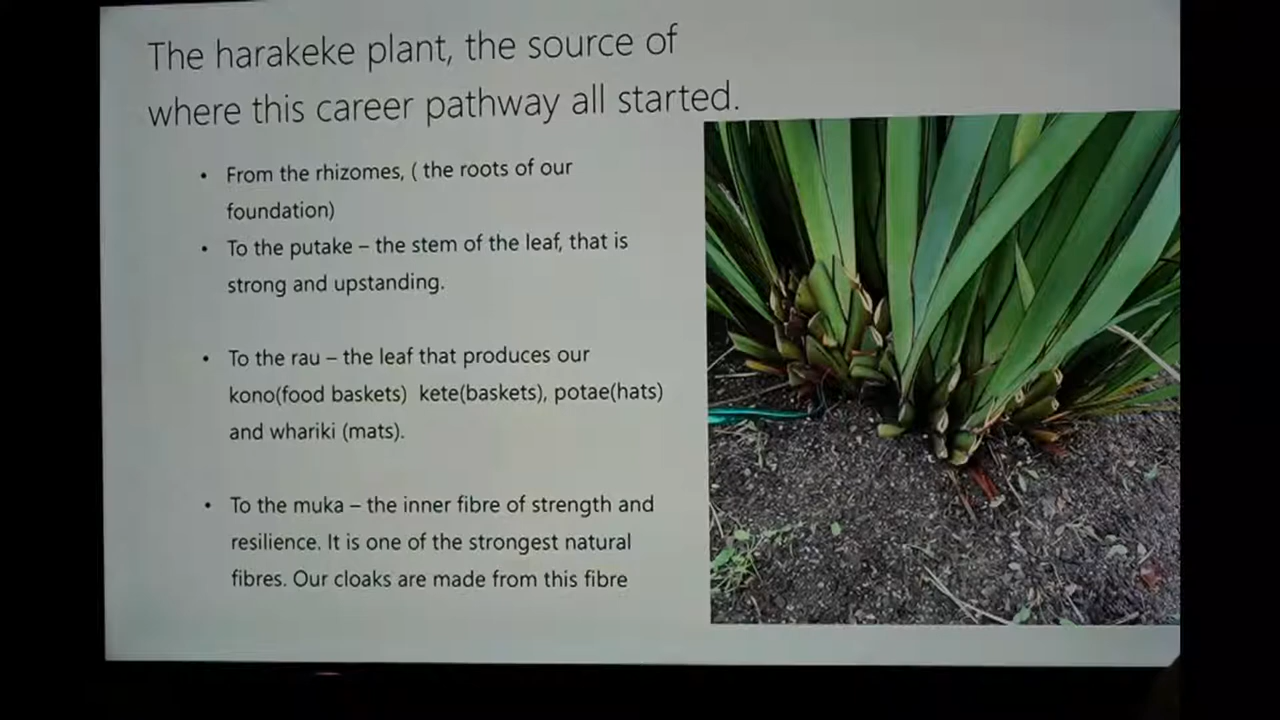 The harakeke plant, the source of
where this career pathway all started.
• From the rhizomes, ( the roots of our
foundation)
• To the putake – the stem of the leaf, that is
strong and upstanding.
• To the rau – the leaf that produces our
kono(food baskets) kete(baskets), potae(hats)
and whariki (mats).
• To the muka – the inner fibre of strength and
resilience. It is one of the strongest natural
fibres. Our cloaks are made from this fibre